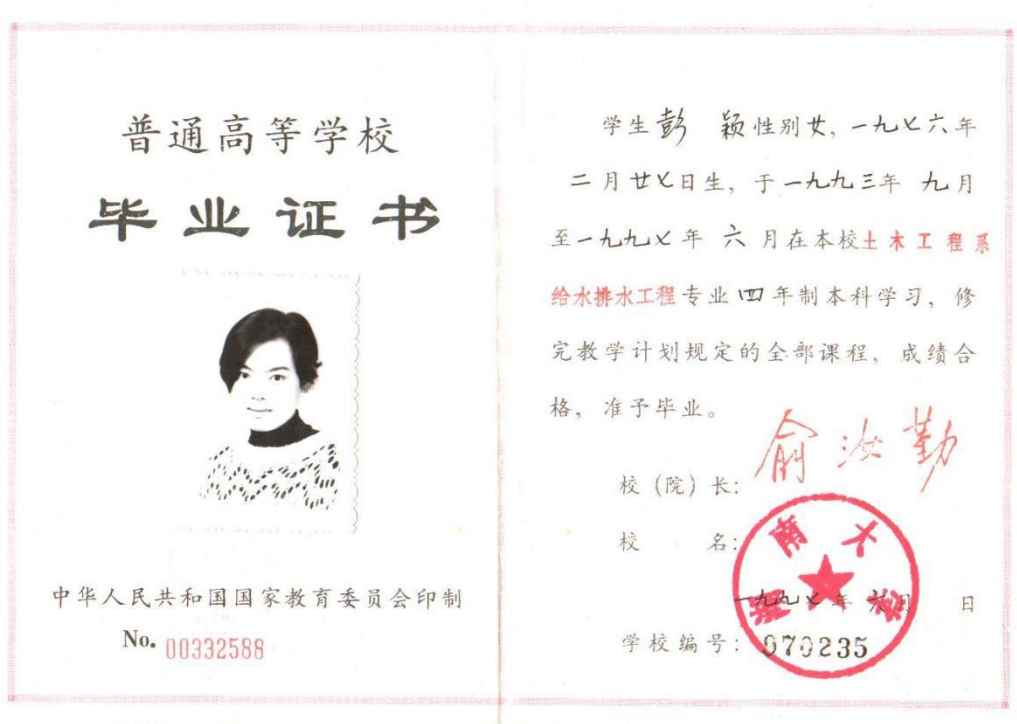 普通高等学校
毕业证书
中华人民共和国国家教育委员会印制
No. 00332588
学生彭 颖性别女，一九七六年
二月廿七日生，于一九九三年 九月
至一九九七年 六 月在本校土木工程系
给水排水工程专业四年制本科学习，修
完教学计划规定的全部课程，成绩合
格，准予毕业。
校（院）长：俞汝勤
校 名：
湖南大学
一九九七年六月 日
学校编号：970235